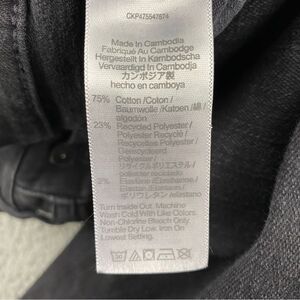 CKP475547874
Made In Cambodia
Fabriqué Au Cambodge
Hergestellt In Kambodscha
Vervaardigd In Cambodja
カンボジア製
hecho en camboya
75% Cotton /Coton /
Baumwolle /Katoen /綿 /
algodón
23% Recycled Polyester /
Polyester Recyclé /
Recyceltes Polyester /
Gerecycleerd
Polyester /
リサイクルポリエステル /
poliéster reciclado
2% Elastane /Élasthanne /
Elastan /Elastaan /
ポリウレタン /elastano
Turn Inside Out. Machine
Wash Cold With Like Colors.
Non-Chlorine Bleach Only.
Tumble Dry Low. Iron On
Lowest Setting.